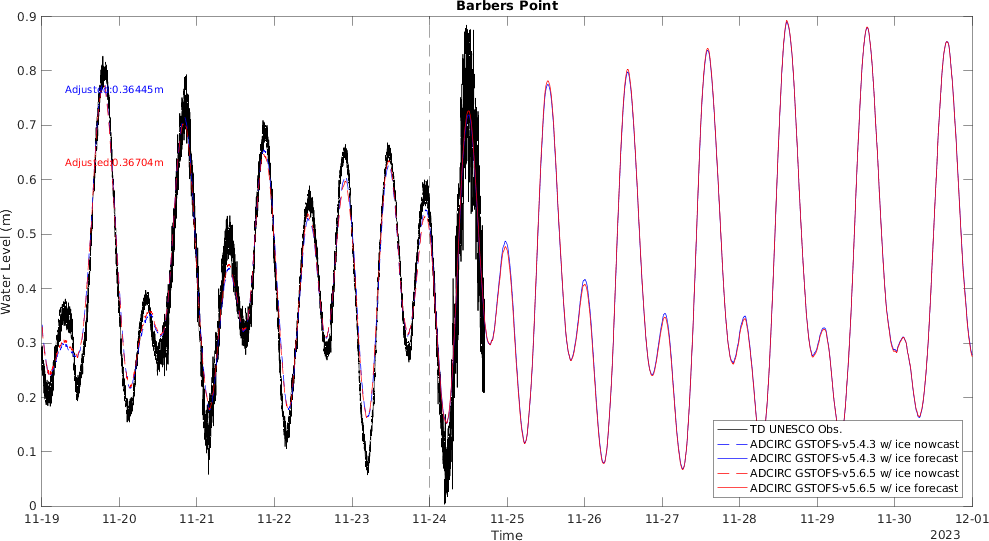 Barbers Point
0.9
0.8
0.7
0.6
0.5
0.4
0.3
0.2
0.1
0
Water Level (m)
Adjusted:0.36445m
Adjusted:0.36704m
TD UNESCO Obs.
ADCIRC GSTOFS-v5.4.3 w/ ice nowcast
ADCIRC GSTOFS-v5.4.3 w/ ice forecast
ADCIRC GSTOFS-v5.6.5 w/ ice nowcast
ADCIRC GSTOFS-v5.6.5 w/ ice forecast
11-19 11-20 11-21 11-22 11-23 11-24 11-25 11-26 11-27 11-28 11-29 11-30 12-01
Time
2023